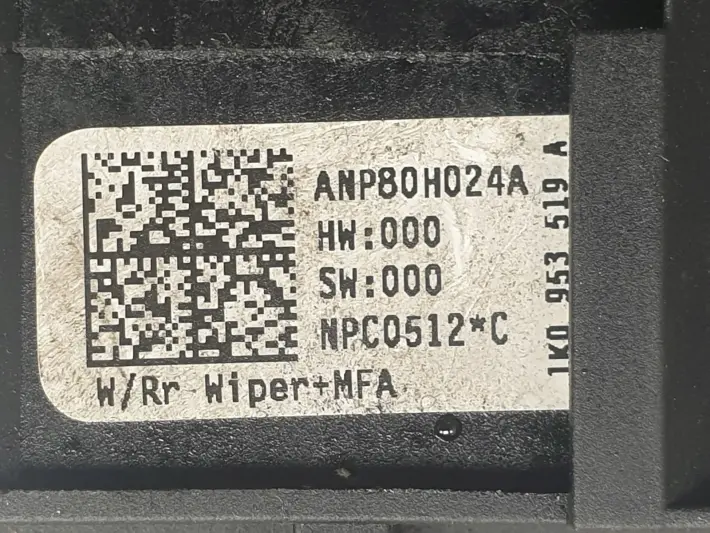 ANP80H024A
HW:000
SW:000
NPC0512*C
W/Rr Wiper+MFA
1K0 953 519 A